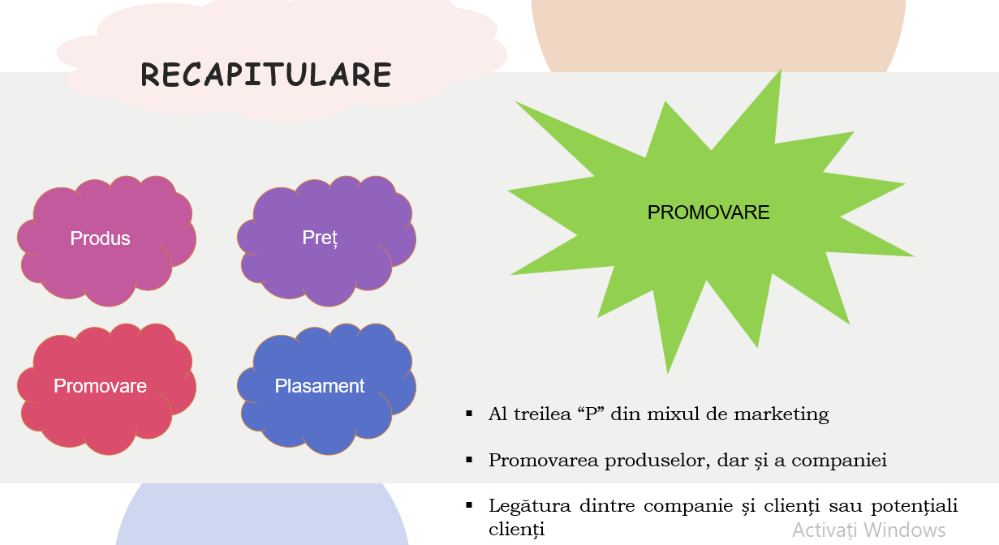 RECAPITULARE
Produs
Preț
Promovare
Plasament
PROMOVARE
▪ Al treilea “P” din mixul de marketing
▪ Promovarea produselor, dar și a companiei
▪ Legătura dintre companie și clienți sau potențiali
clienți
Activați Windows